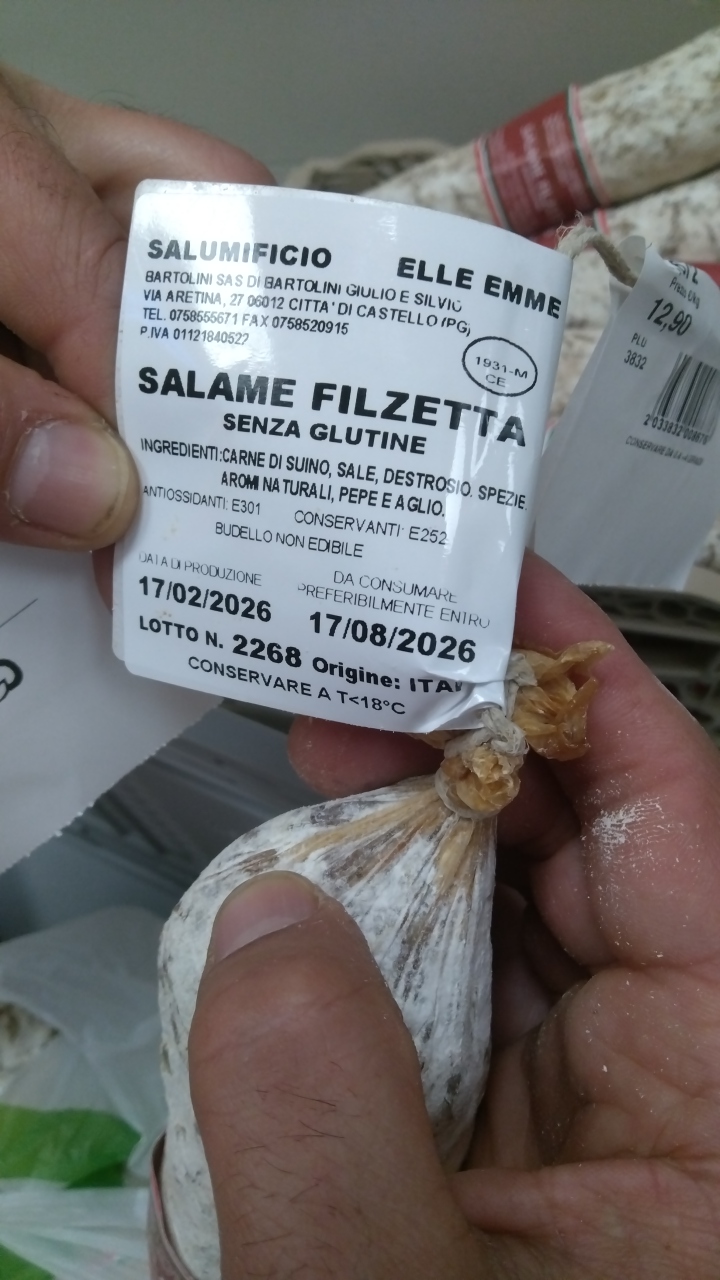 SALUMIFICIO ELLE EMME
BARTOLINI SAS DI BARTOLINI GIULIO E SILVIO
VIA ARETINA, 27 06012 CITTA' DI CASTELLO (PG)
TEL. 0758555671 FAX 0758520915
P.IVA 01121840522
1931-M
CE
SALAME FILZETTA
SENZA GLUTINE
INGREDIENTI:CARNE DI SUINO, SALE, DESTROSIO. SPEZIE,
AROMI NATURALI, PEPE E AGLIO.
ANTIOSSIDANTI: E301 CONSERVANTI: E252
BUDELLO NON EDIBILE
DATA DI PRODUZIONE
17/02/2026
DA CONSUMARE
PREFERIBILMENTE ENTRO
17/08/2026
LOTTO N. 2268 Origine: ITA
CONSERVARE A T<18°C
12,90
PLU
3832